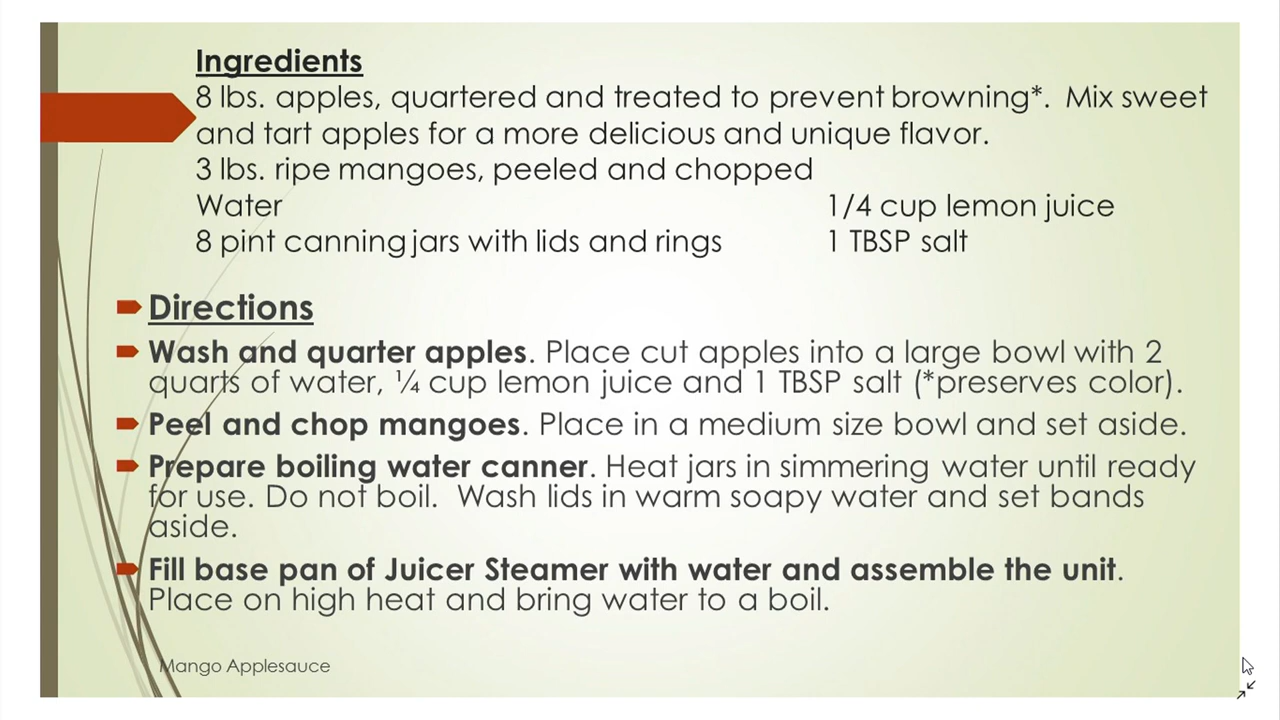 Ingredients
8 lbs. apples, quartered and treated to prevent browning*.  Mix sweet
and tart apples for a more delicious and unique flavor.
3 lbs. ripe mangoes, peeled and chopped
Water 1/4 cup lemon juice
8 pint canning jars with lids and rings 1 TBSP salt
Directions
Wash and quarter apples. Place cut apples into a large bowl with 2
quarts of water, ¼ cup lemon juice and 1 TBSP salt (*preserves color).
Peel and chop mangoes. Place in a medium size bowl and set aside.
Prepare boiling water canner. Heat jars in simmering water until ready
for use. Do not boil.  Wash lids in warm soapy water and set bands
aside.
Fill base pan of Juicer Steamer with water and assemble the unit.
Place on high heat and bring water to a boil.
Mango Applesauce